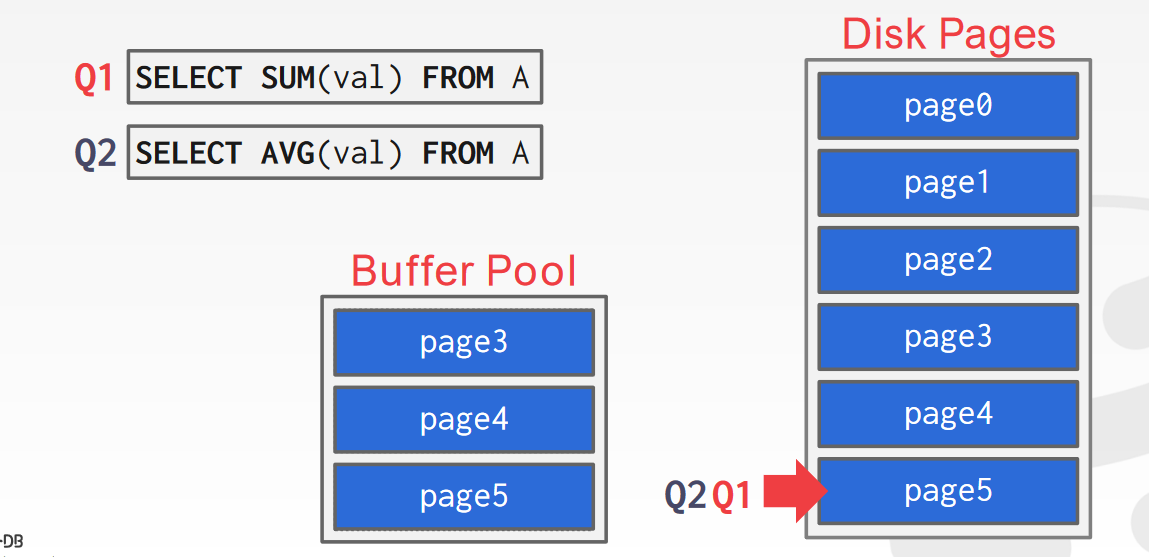 Disk Pages
Q1 SELECT SUM(val) FROM A
Q2 SELECT AVG(val) FROM A
Buffer Pool
page3
page4
page5
page0
page1
page2
page3
page4
page5
Q2 Q1
-DB